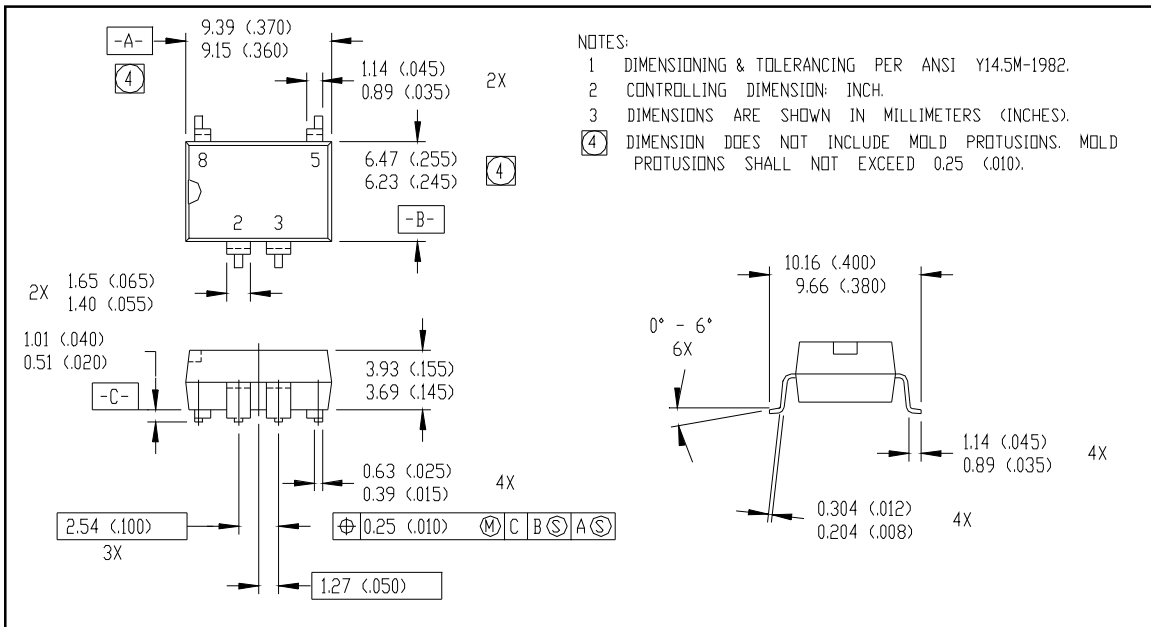 -A-
9.39 (.370)
9.15 (.360)
4
1.14 (.045)
0.89 (.035)
2X
8
5
6.47 (.255)
6.23 (.245)
4
2
3
-B-
2X
1.65 (.065)
1.40 (.055)
1.01 (.040)
0.51 (.020)
-C-
3.93 (.155)
3.69 (.145)
0.63 (.025)
0.39 (.015)
4X
2.54 (.100)
3X
⌖ 0.25 (.010) Ⓜ C B Ⓢ A Ⓢ
1.27 (.050)
NOTES:
1 DIMENSIONING & TOLERANCING PER ANSI Y14.5M-1982.
2 CONTROLLING DIMENSION: INCH.
3 DIMENSIONS ARE SHOWN IN MILLIMETERS (INCHES).
4 DIMENSION DOES NOT INCLUDE MOLD PROTUSIONS. MOLD
PROTUSIONS SHALL NOT EXCEED 0.25 (.010).
10.16 (.400)
9.66 (.380)
0° - 6°
6X
1.14 (.045)
0.89 (.035)
4X
0.304 (.012)
0.204 (.008)
4X